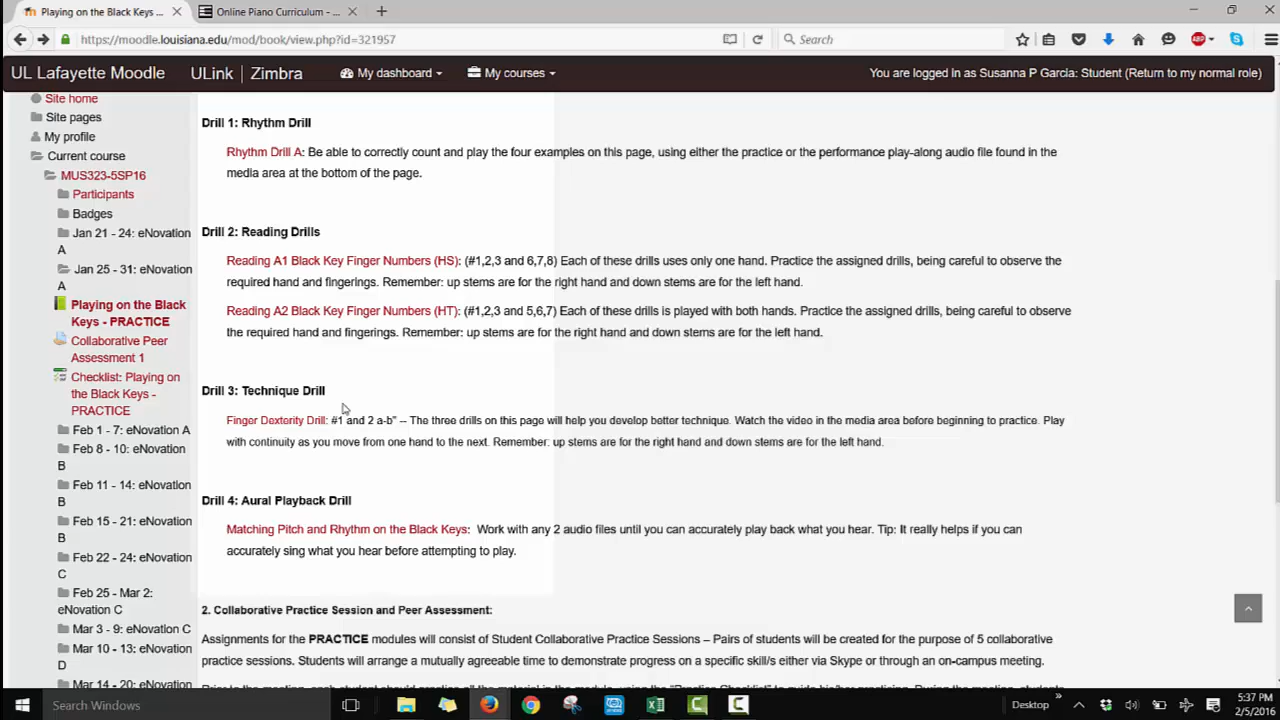 Playing on the Black Keys ...
Online Piano Curriculum - ...
https://moodle.louisiana.edu/mod/book/view.php?id=321957
Search
ABP
UL Lafayette Moodle
ULink
Zimbra
My dashboard
My courses
You are logged in as Susanna P Garcia: Student (Return to my normal role)
Site home
Site pages
My profile
Current course
MUS323-5SP16
Participants
Badges
Jan 21 - 24: eNovation
A
Jan 25 - 31: eNovation
A
Playing on the Black
Keys - PRACTICE
Collaborative Peer
Assessment 1
Checklist: Playing on
the Black Keys -
PRACTICE
Feb 1 - 7: eNovation A
Feb 8 - 10: eNovation
B
Feb 11 - 14: eNovation
B
Feb 15 - 21: eNovation
B
Feb 22 - 24: eNovation
C
Feb 25 - Mar 2:
eNovation C
Mar 3 - 9: eNovation C
Mar 10 - 13: eNovation
D
Mar 14 - 20: eNovation
Drill 1: Rhythm Drill
Rhythm Drill A: Be able to correctly count and play the four examples on this page, using either the practice or the performance play-along audio file found in the
media area at the bottom of the page.
Drill 2: Reading Drills
Reading A1 Black Key Finger Numbers (HS): (#1,2,3 and 6,7,8) Each of these drills uses only one hand. Practice the assigned drills, being careful to observe the
required hand and fingerings. Remember: up stems are for the right hand and down stems are for the left hand.
Reading A2 Black Key Finger Numbers (HT): (#1,2,3 and 5,6,7) Each of these drills is played with both hands. Practice the assigned drills, being careful to observe
the required hand and fingerings. Remember: up stems are for the right hand and down stems are for the left hand.
Drill 3: Technique Drill
Finger Dexterity Drill: #1 and 2 a-b" -- The three drills on this page will help you develop better technique. Watch the video in the media area before beginning to practice. Play
with continuity as you move from one hand to the next. Remember: up stems are for the right hand and down stems are for the left hand.
Drill 4: Aural Playback Drill
Matching Pitch and Rhythm on the Black Keys: Work with any 2 audio files until you can accurately play back what you hear. Tip: It really helps if you can
accurately sing what you hear before attempting to play.
2. Collaborative Practice Session and Peer Assessment:
Assignments for the PRACTICE modules will consist of Student Collaborative Practice Sessions – Pairs of students will be created for the purpose of 5 collaborative
practice sessions. Students will arrange a mutually agreeable time to demonstrate progress on a specific skill/s either via Skype or through an on-campus meeting.
Search Windows
Desktop
5:37 PM
2/5/2016